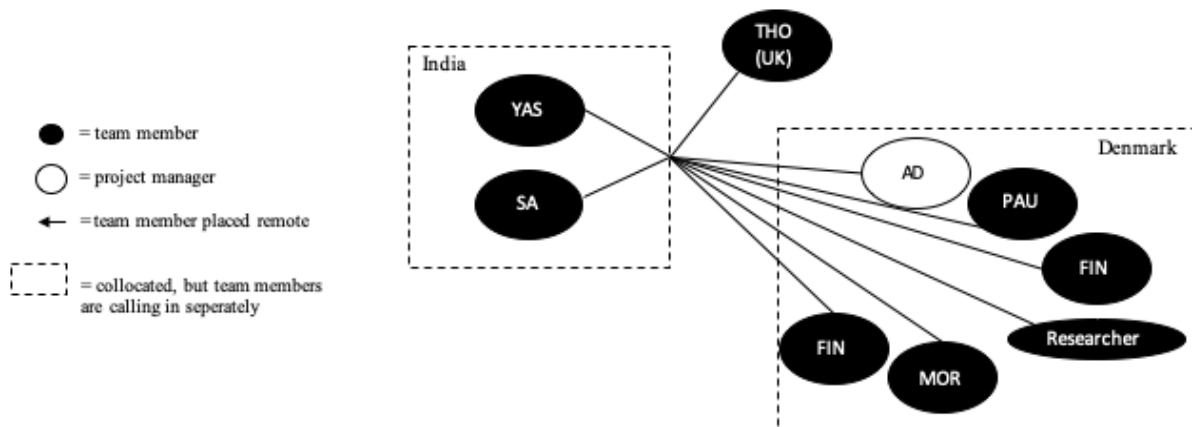 = team member
= project manager
=team member placed remote
= collocated, but team members
are calling in seperately
India
YAS
SA
THO
(UK)
Denmark
AD
PAU
FIN
Researcher
MOR
FIN